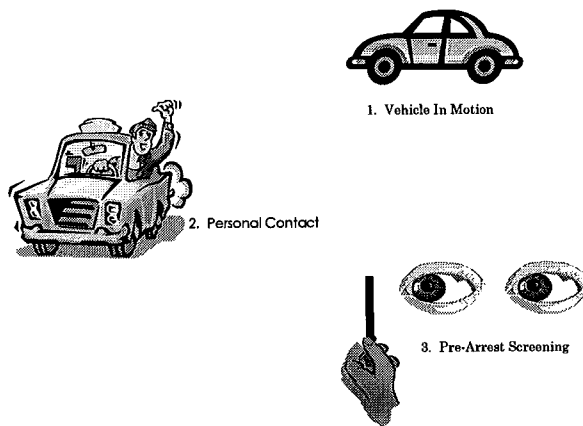 1. Vehicle In Motion
2. Personal Contact
3. Pre-Arrest Screening